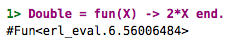 1> Double = fun(X) -> 2*X end.
#Fun<erl_eval.6.56006484>